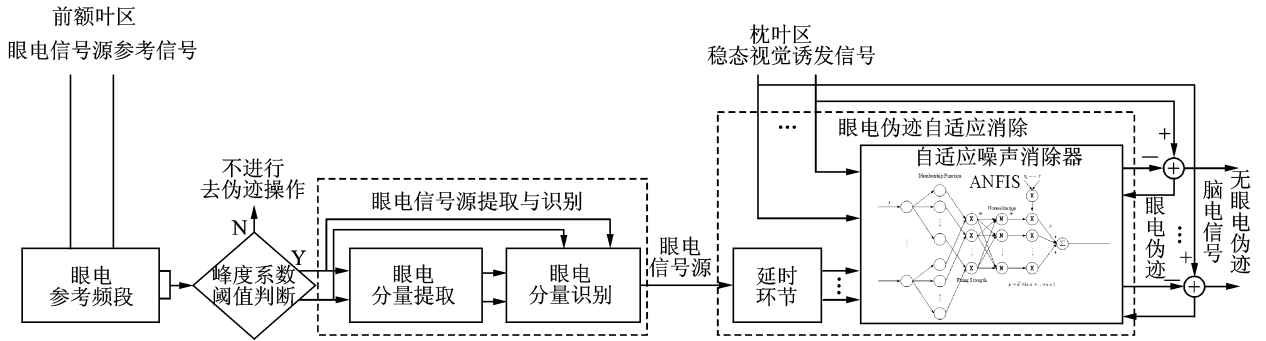 前额叶区
眼电信号源参考信号
枕叶区
稳态视觉诱发信号
不进行
去伪迹操作
N
Y
眼电
参考频段
峰度系数
阈值判断
眼电信号源提取与识别
眼电
分量提取
眼电
分量识别
眼电
信号源
...
眼电伪迹自适应消除
延时
环节
自适应噪声消除器
ANFIS
Membership Function
Normalization
Firing Strength
X
X
X
N
N
N
X
X
X
X
Σ
+
−
+
眼电伪迹
...
+
−
+
脑电信号
无眼电伪迹